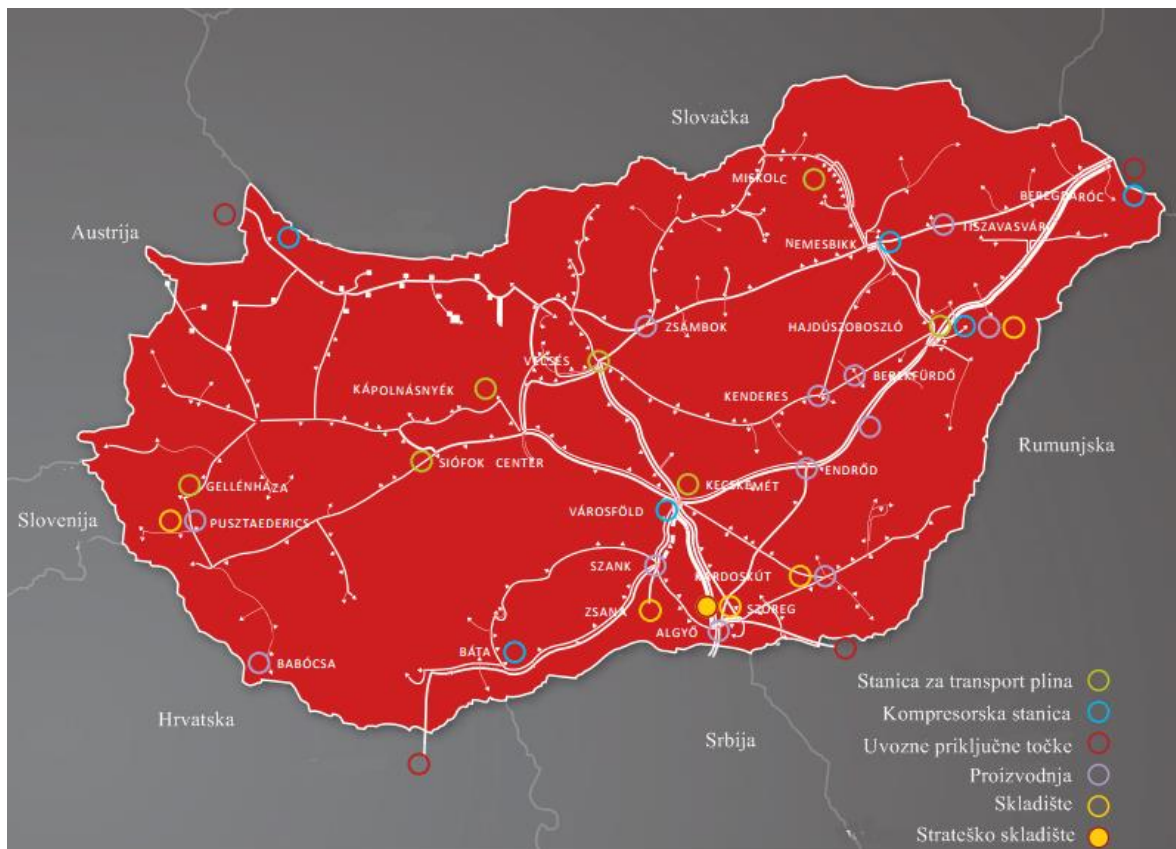 Slovačka
MISKOLC
BEREGDARÓC
Austrija
TISZAVASVÁRI
NEMESBIKK
ZSÁMBOK
HAJDÚSZOBOSZLÓ
VECSÉS
KÁPOLNÁSNYÉK
BEREKFÜRDŐ
KENDERES
Rumunjska
SIÓFOK
CENTER
ENDRŐD
GELLÉNHÁZA
KECSKEMÉT
Slovenija
PUSZTAEDERICS
VÁROSFÖLD
SZANK
KARDOSKÚT
ZSANA
SZŐREG
ALGYŐ
BABÓCSA
BÁTA
Hrvatska
Srbija
Stanica za transport plina
Kompresorska stanica
Uvozne priključne točke
Proizvodnja
Skladište
Strateško skladište